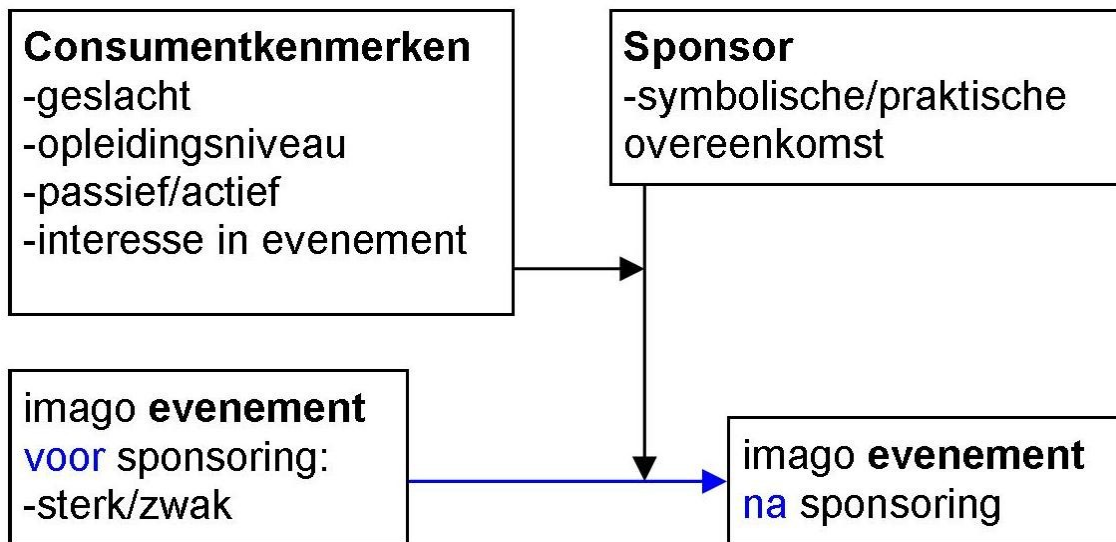 Consumentkenmerken
-geslacht
-opleidingsniveau
-passief/actief
-interesse in evenement
Sponsor
-symbolische/praktische
overeenkomst
imago evenement
voor sponsoring:
-sterk/zwak
imago evenement
na sponsoring